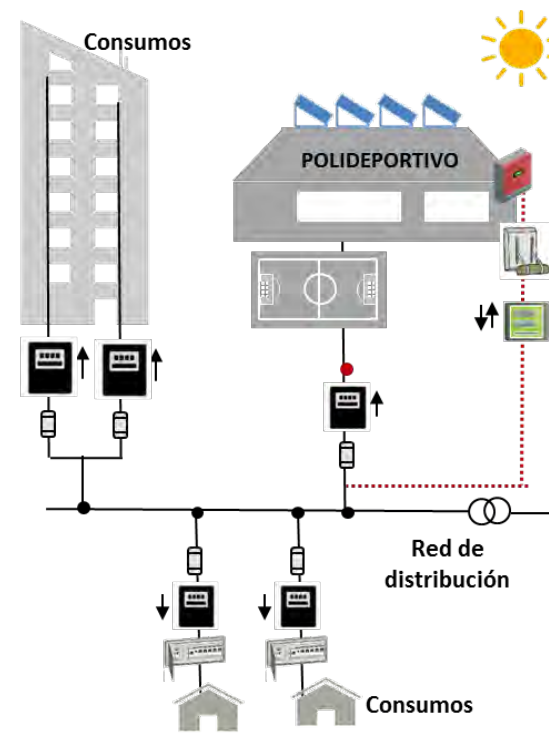 Consumos
POLIDEPORTIVO
Red de
distribución
Consumos